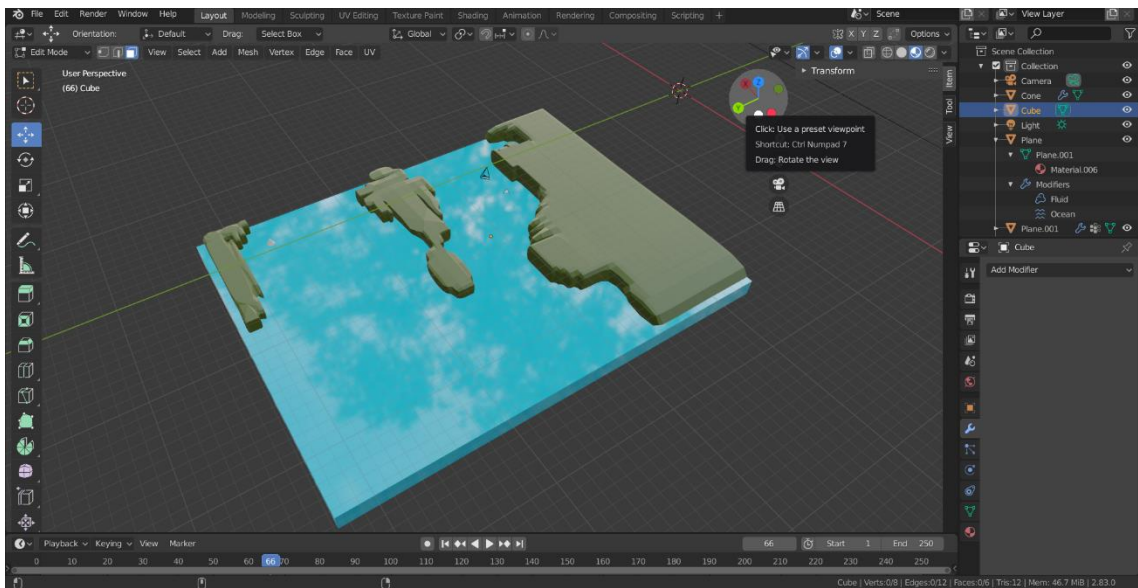 File Edit Render Window Help Layout Modeling Sculpting UV Editing Texture Paint Shading Animation Rendering Compositing Scripting + Scene View Layer
Orientation: Default Drag: Select Box Global X Y Z Options
Edit Mode View Select Add Mesh Vertex Edge Face UV
User Perspective
(66) Cube
Transform
Item
Tool
View
X
Z
Y
Click: Use a preset viewpoint
Shortcut: Ctrl Numpad 7
Drag: Rotate the view
Scene Collection
Collection
Camera
Cone
Cube
Light
Plane
Plane.001
Material.006
Modifiers
Fluid
Ocean
Plane.001
Cube
Add Modifier
Playback Keying View Marker 66 Start 1 End 250
0 10 20 30 40 50 60 66 70 80 90 100 110 120 130 140 150 160 170 180 190 200 210 220 230 240 250
Cube | Verts:0/8 | Edges:0/12 | Faces:0/6 | Tris:12 | Mem: 46.7 MiB | 2.83.0